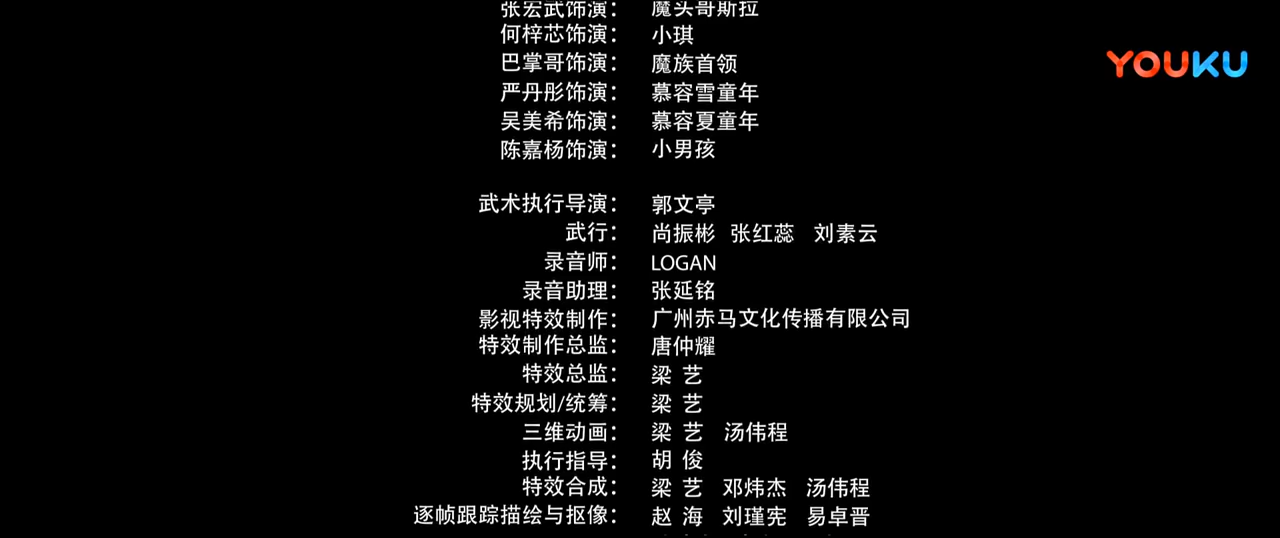 张宏武饰演： 魔头哥斯拉
何梓芯饰演： 小琪
YOUKU
巴掌哥饰演： 魔族首领
严丹彤饰演： 慕容雪童年
吴美希饰演： 慕容夏童年
陈嘉杨饰演： 小男孩
武术执行导演： 郭文亭
武行： 尚振彬 张红蕊 刘素云
录音师： LOGAN
录音助理： 张延铭
影视特效制作： 广州赤马文化传播有限公司
特效制作总监： 唐仲耀
特效总监： 梁 艺
特效规划/统筹： 梁 艺
三维动画： 梁 艺 汤伟程
执行指导： 胡 俊
特效合成： 梁 艺 邓炜杰 汤伟程
逐帧跟踪描绘与抠像： 赵 海 刘瑾宪 易卓晋